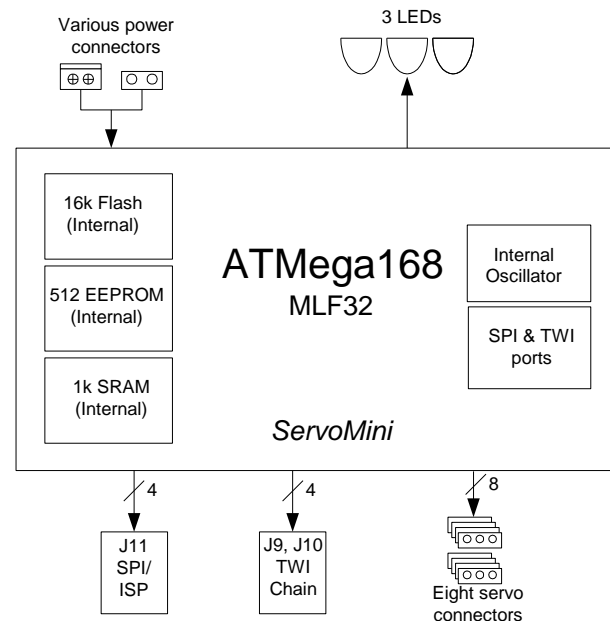 Various power
connectors
3 LEDs
16k Flash
(Internal)
512 EEPROM
(Internal)
1k SRAM
(Internal)
ATMega168
MLF32
Internal
Oscillator
SPI & TWI
ports
ServoMini
4
4
8
J11
SPI/
ISP
J9, J10
TWI
Chain
Eight servo
connectors